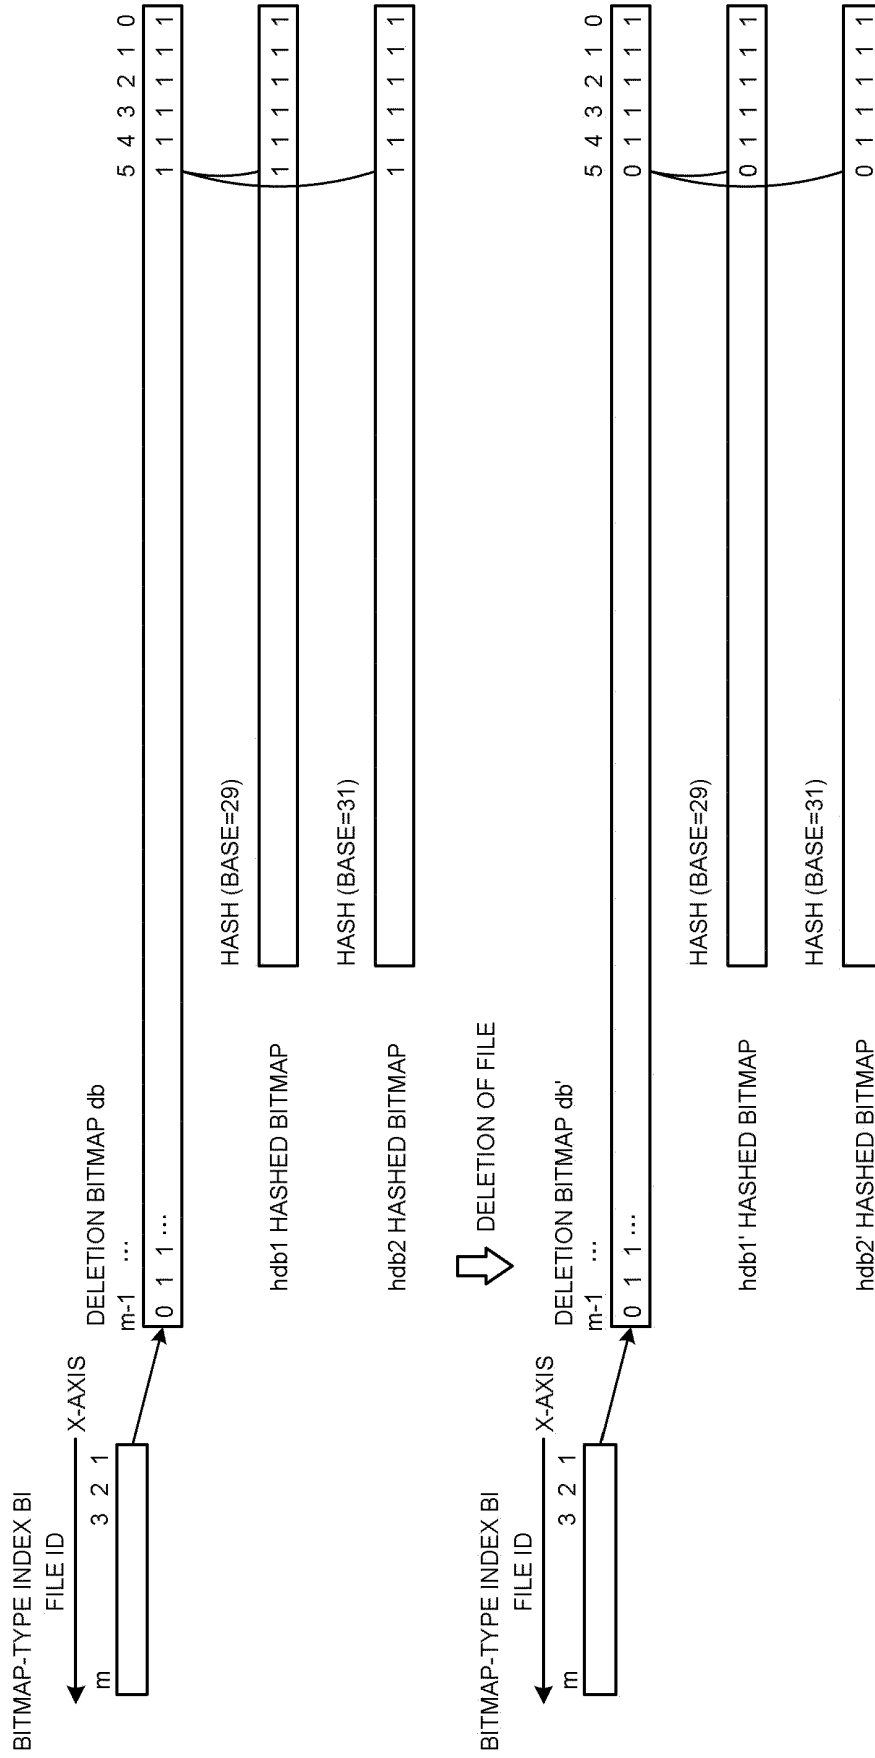 BITMAP-TYPE INDEX BI
FILE ID
X-AXIS
m 3 2 1
DELETION BITMAP db
m-1 ... 5 4 3 2 1 0
0 1 1 ... 1 1 1 1 1 1
HASH (BASE=29)
hdb1 HASHED BITMAP
1 1 1 1 1 1
HASH (BASE=31)
hdb2 HASHED BITMAP
1 1 1 1 1 1
DELETION OF FILE
BITMAP-TYPE INDEX BI
FILE ID
X-AXIS
m 3 2 1
DELETION BITMAP db'
m-1 ... 5 4 3 2 1 0
0 1 1 ... 0 1 1 1 1 1
HASH (BASE=29)
hdb1' HASHED BITMAP
0 1 1 1 1 1
HASH (BASE=31)
hdb2' HASHED BITMAP
0 1 1 1 1 1